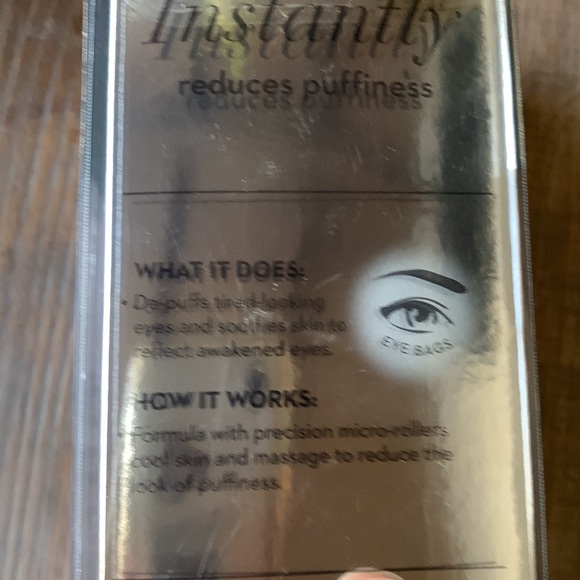 Instantly
reduces puffiness
WHAT IT DOES:
• De-puffs tired-looking
eyes and soothes skin to
reflect awakened eyes.
EYE BAGS
HOW IT WORKS:
• Formula with precision micro-rollers
cool skin and massage to reduce the
look of puffiness.